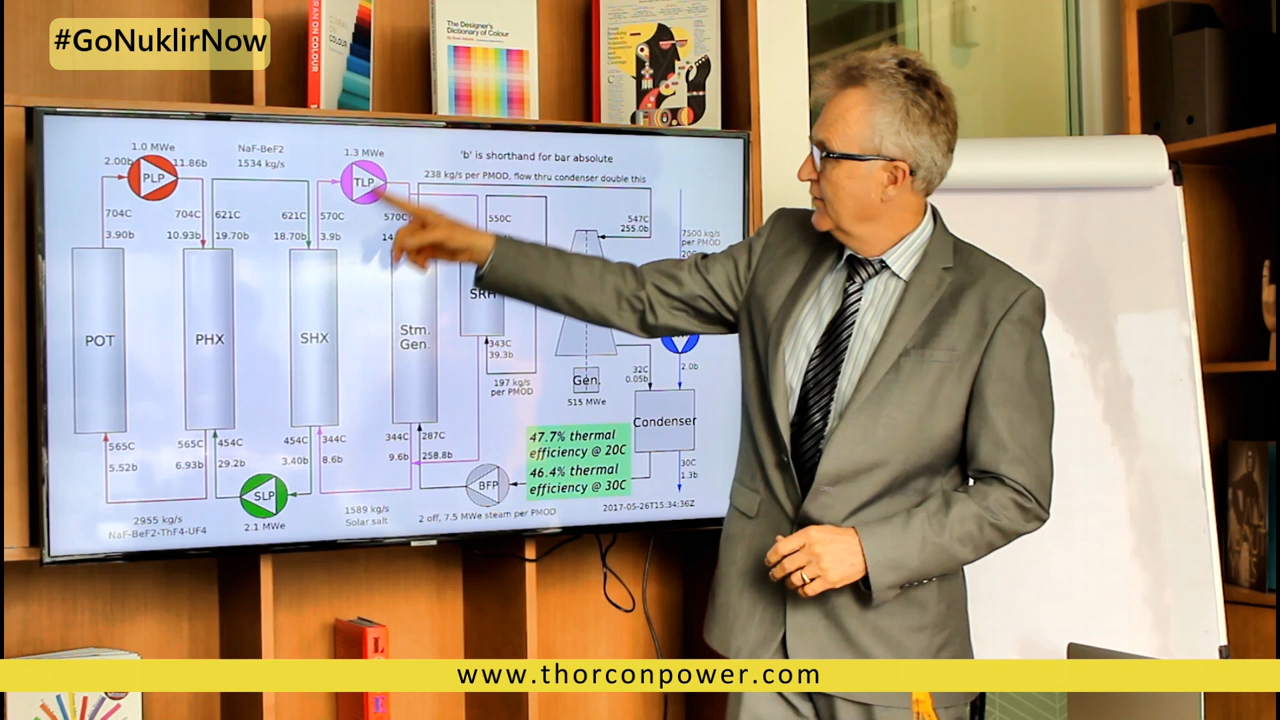 #GoNuklirNow
The Designer's
Dictionary of Colour
COLOUR
1.0 MWe
2.00b
11.86b
PLP
NaF-BeF2
1534 kg/s
1.3 MWe
TLP
'b' is shorthand for bar absolute
238 kg/s per PMOD, flow thru condenser double this
704C
3.90b
704C
10.93b
621C
19.70b
621C
18.70b
570C
3.9b
570C
550C
547C
255.0b
7500 kg/s
per PMOD
POT
PHX
SHX
Stm.
Gen.
SRH
343C
39.3b
197 kg/s
per PMOD
Gen.
515 MWe
32C
0.05b
2.0b
Condenser
30C
1.3b
565C
5.52b
565C
6.93b
454C
29.2b
454C
3.40b
344C
8.6b
344C
9.6b
287C
258.8b
SLP
2.1 MWe
BFP
47.7% thermal
efficiency @ 20C
46.4% thermal
efficiency @ 30C
2955 kg/s
NaF-BeF2-ThF4-UF4
1589 kg/s
Solar salt
2 off, 7.5 MWe steam per PMOD
2017-05-26T15:34:36Z
www.thorconpower.com